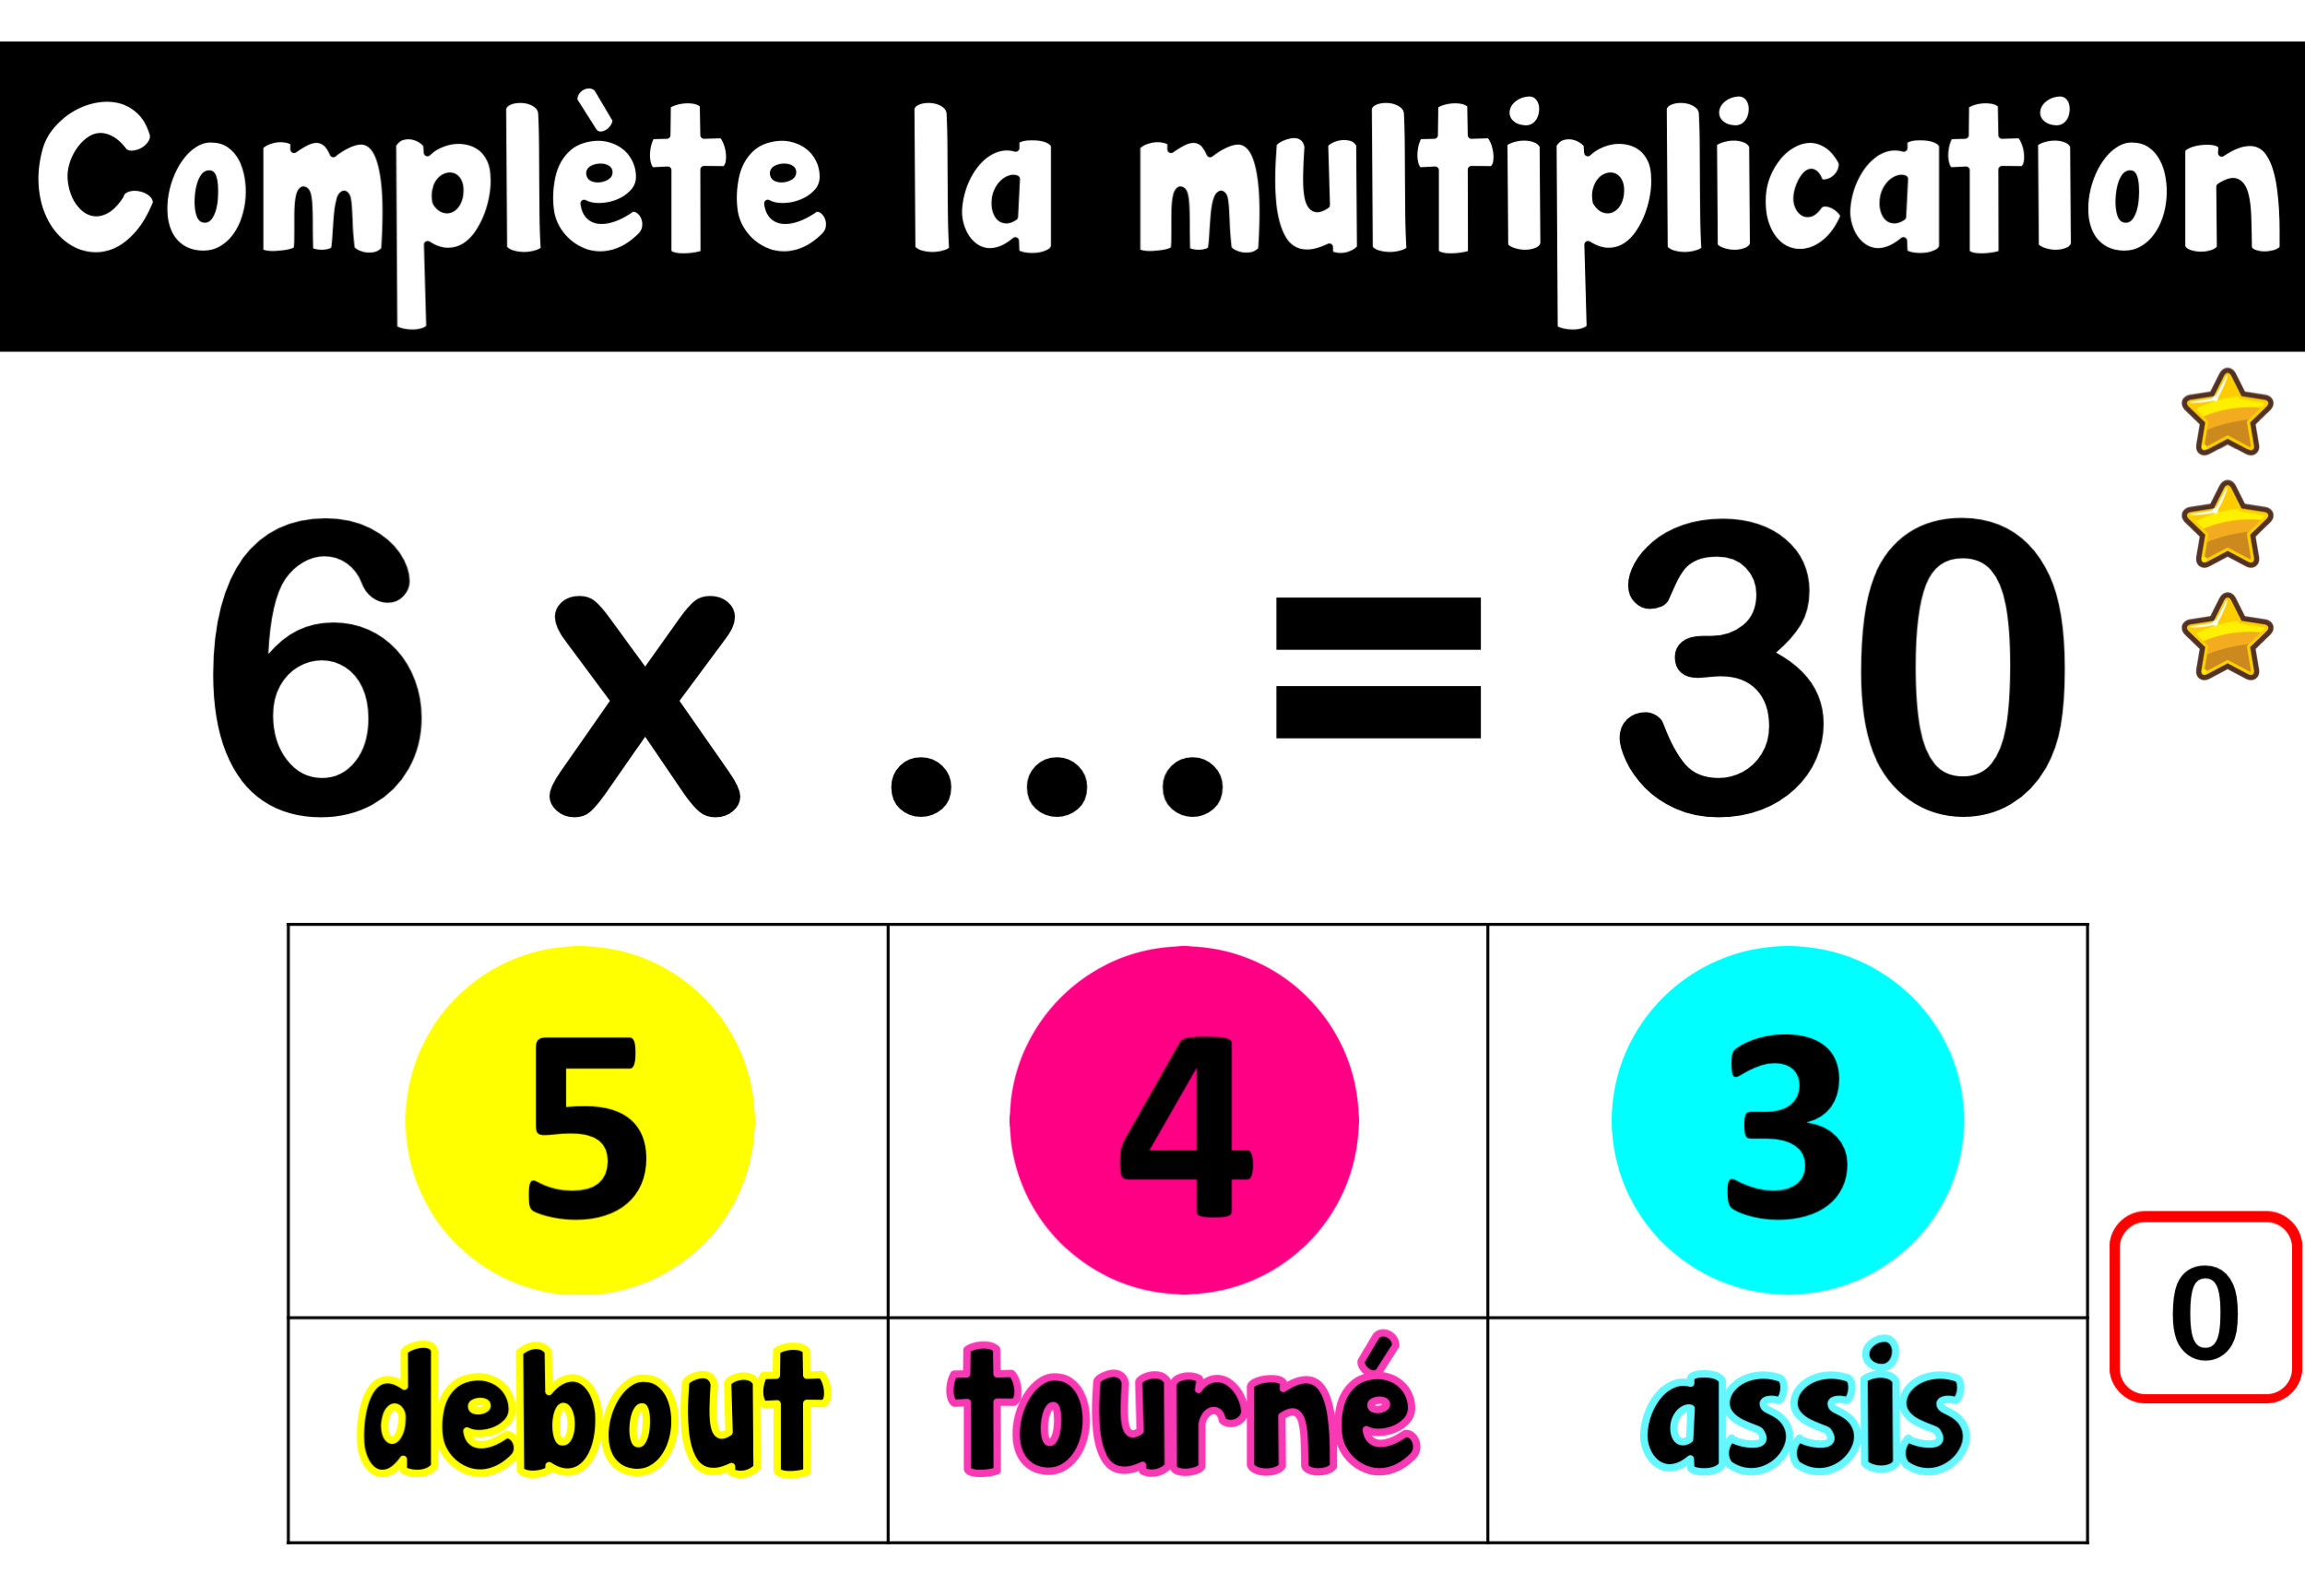 Complète la multiplication
6 x ... = 30
5 4 3
0
debout tourné assis